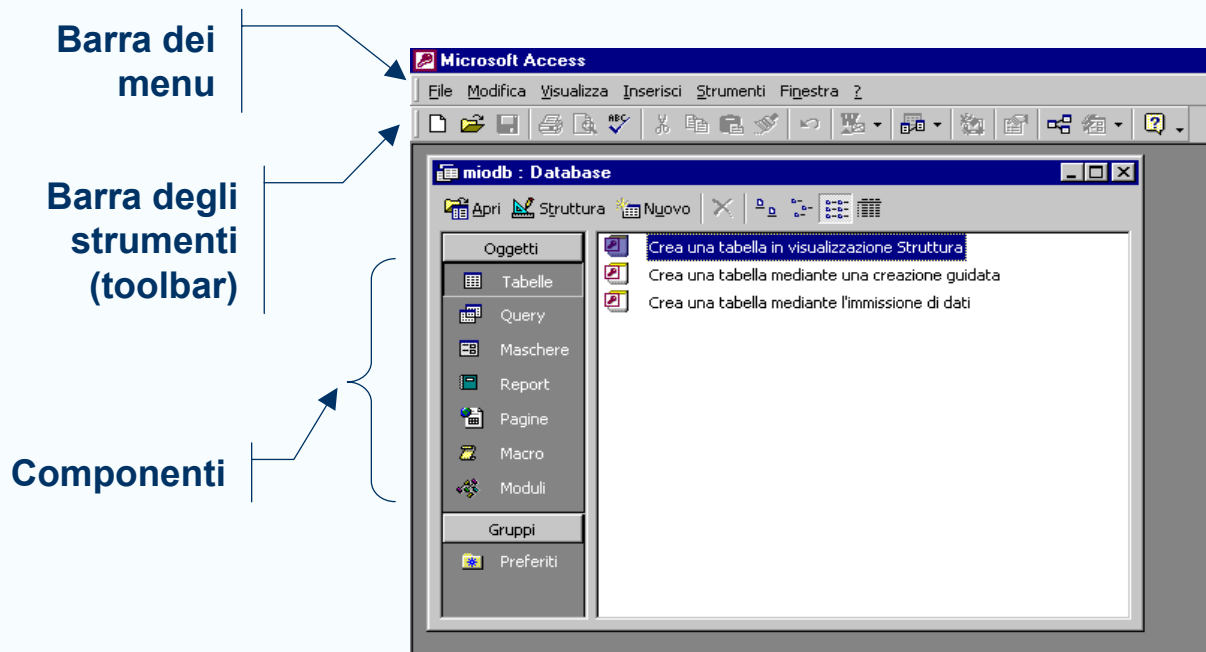 Barra dei
menu
Barra degli
strumenti
(toolbar)
Componenti
Microsoft Access
File Modifica Visualizza Inserisci Strumenti Finestra ?
ABC
miodb : Database
Apri Struttura Nuovo
Oggetti
Tabelle
Query
Maschere
Report
Pagine
Macro
Moduli
Gruppi
Preferiti
Crea una tabella in visualizzazione Struttura
Crea una tabella mediante una creazione guidata
Crea una tabella mediante l'immissione di dati